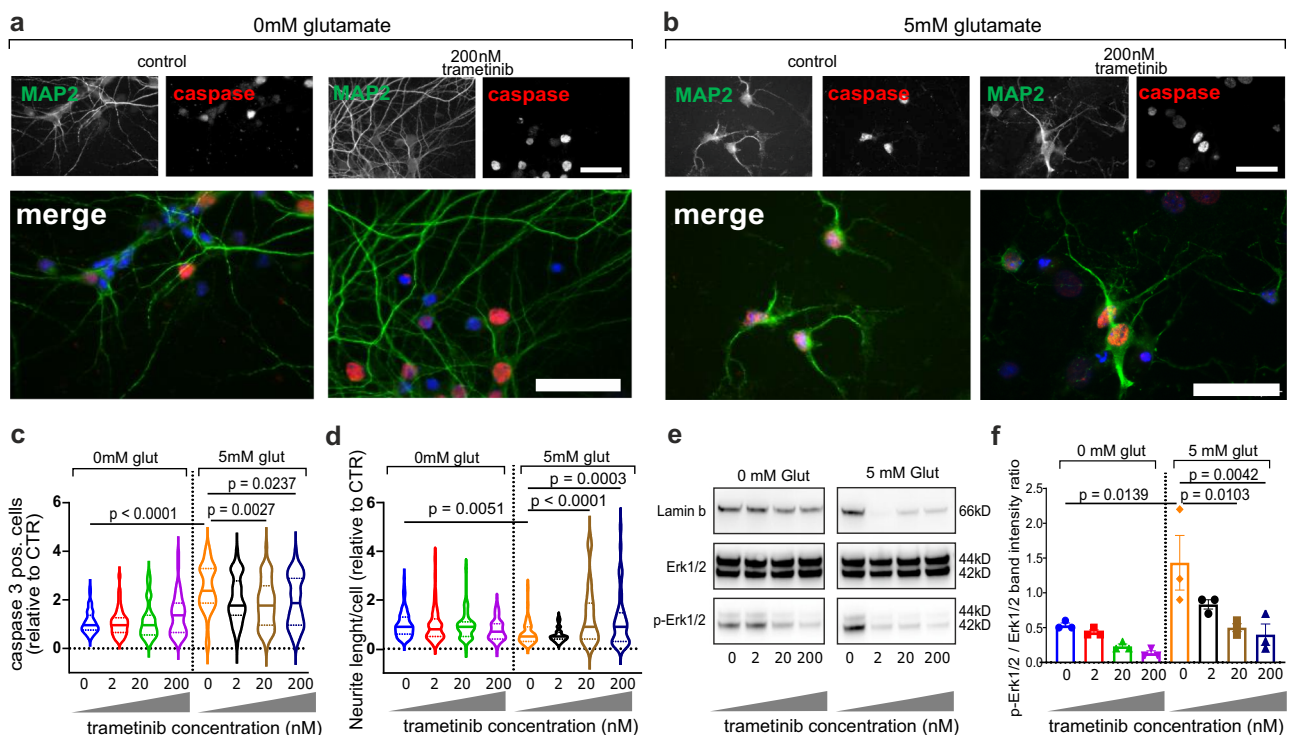 a
0mM glutamate
control
200nM
trametinib
MAP2
caspase
MAP2
caspase
merge
b
5mM glutamate
control
200nM
trametinib
MAP2
caspase
MAP2
caspase
merge
c
0mM glut
5mM glut
p = 0.0237
p < 0.0001
p = 0.0027
caspase 3 pos. cells
(relative to CTR)
6
4
2
0
0 2 20 200 0 2 20 200
trametinib concentration (nM)
d
0mM glut
5mM glut
p = 0.0003
p = 0.0051
p <0.0001
Neurite lenght/cell (relative to CTR)
6
4
2
0
0 2 20 200 0 2 20 200
trametinib concentration (nM)
e
0 mM Glut
5 mM Glut
Lamin b
66kD
Erk1/2
44kD
42kD
p-Erk1/2
44kD
42kD
0 2 20 200 0 2 20 200
trametinib concentration (nM)
f
0 mM glut
5 mM glut
p = 0.0042
p = 0.0139
p = 0.0103
p-Erk1/2 / Erk1/2 band intensity ratio
2.5
2.0
1.5
1.0
0.5
0.0
0 2 20 200 0 2 20 200
trametinib concentration (nM)